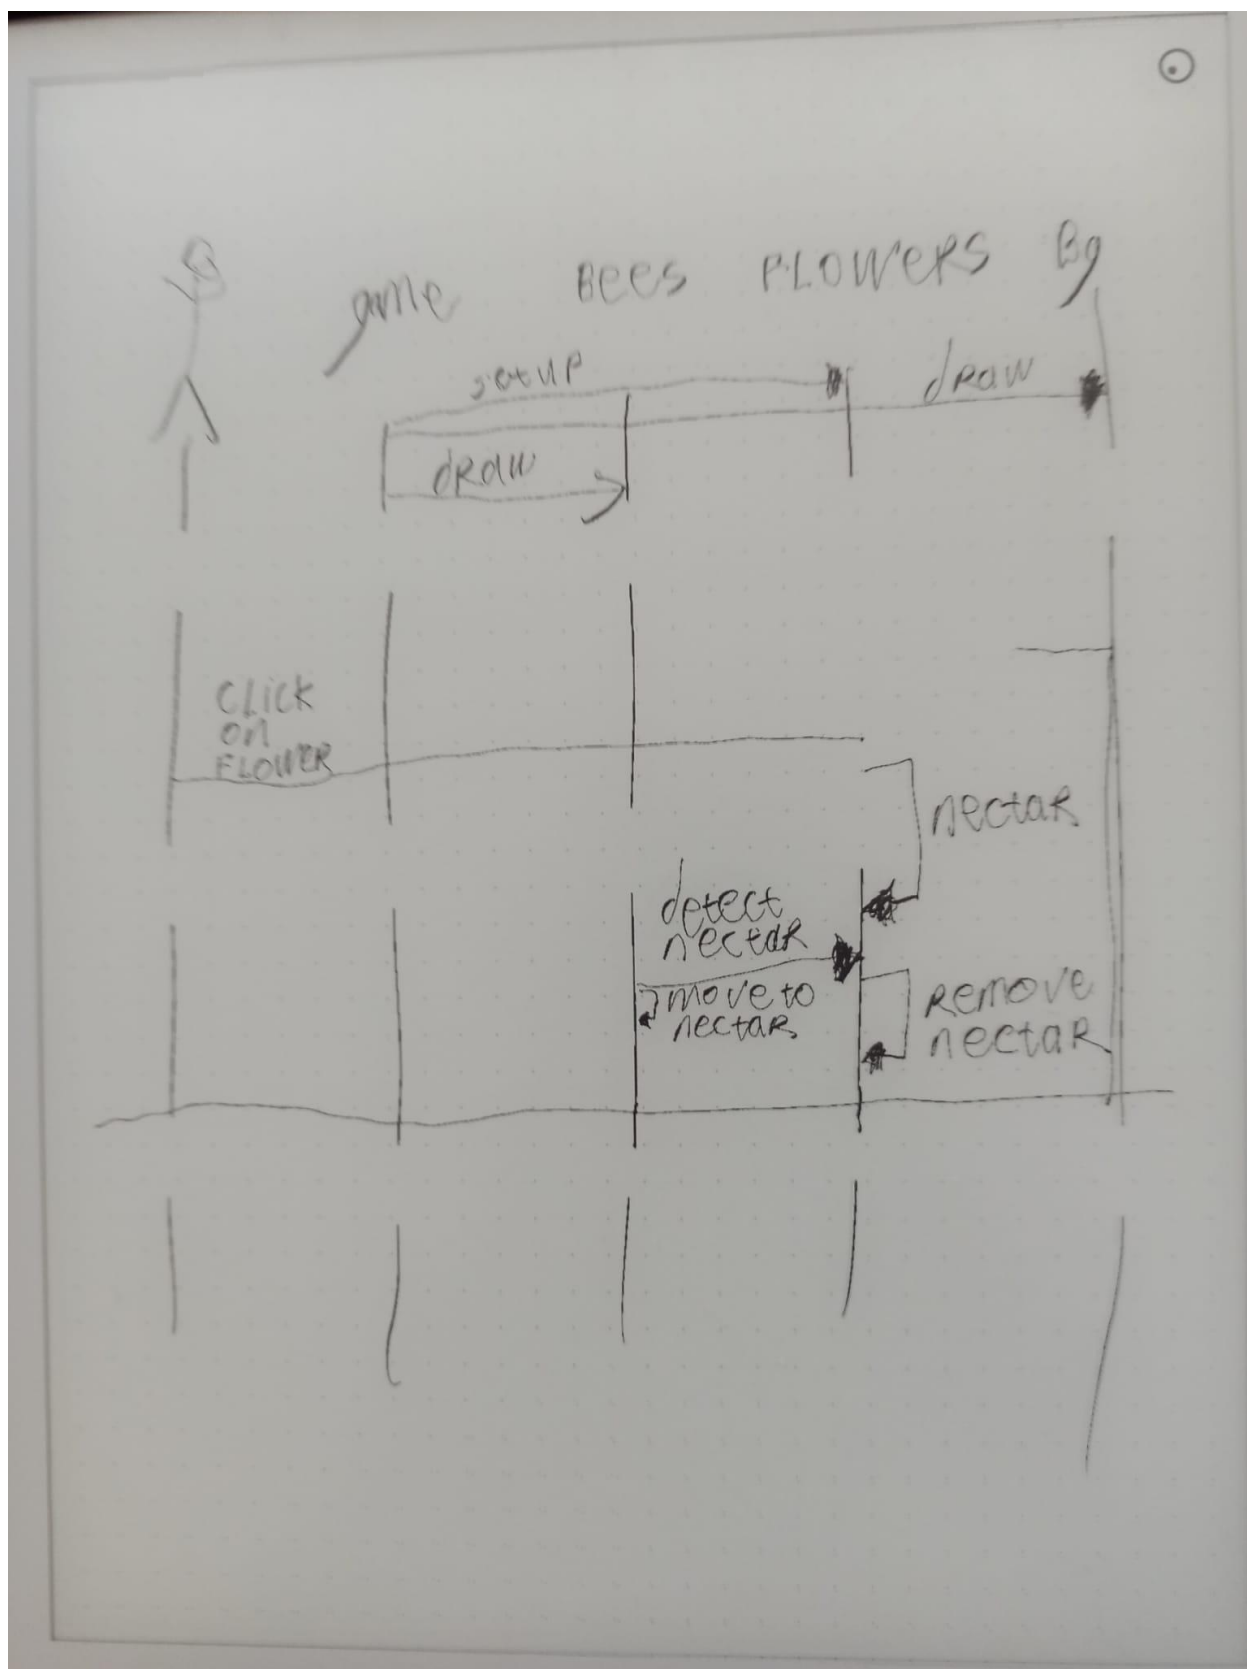 game Bees FLOWERS Bg
setup
draw
draw
CLick
on
FLOWER
nectaR
detect
nectaR
move to
nectaR
Remove
nectaR